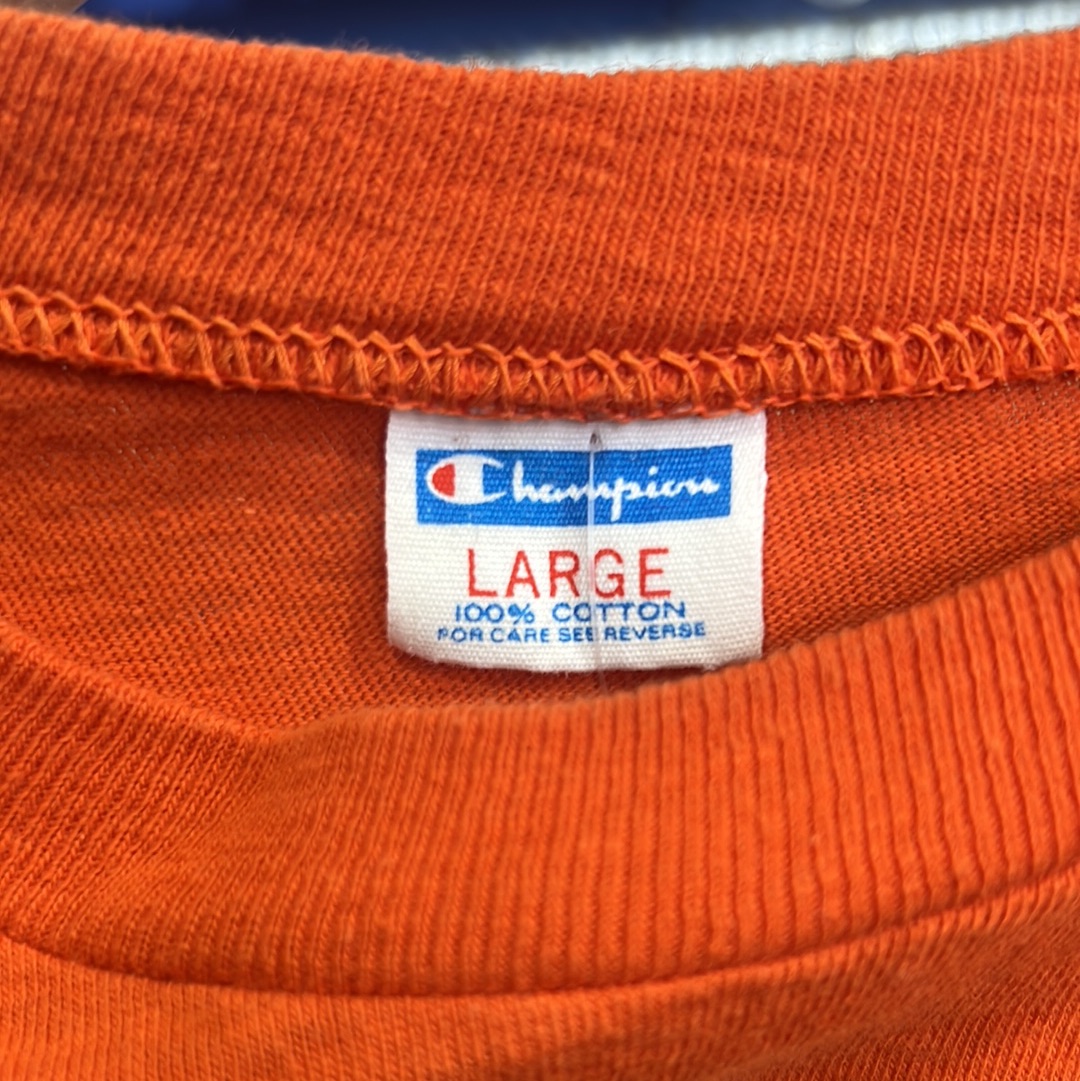 Champion
LARGE
100% COTTON
FOR CARE SEE REVERSE